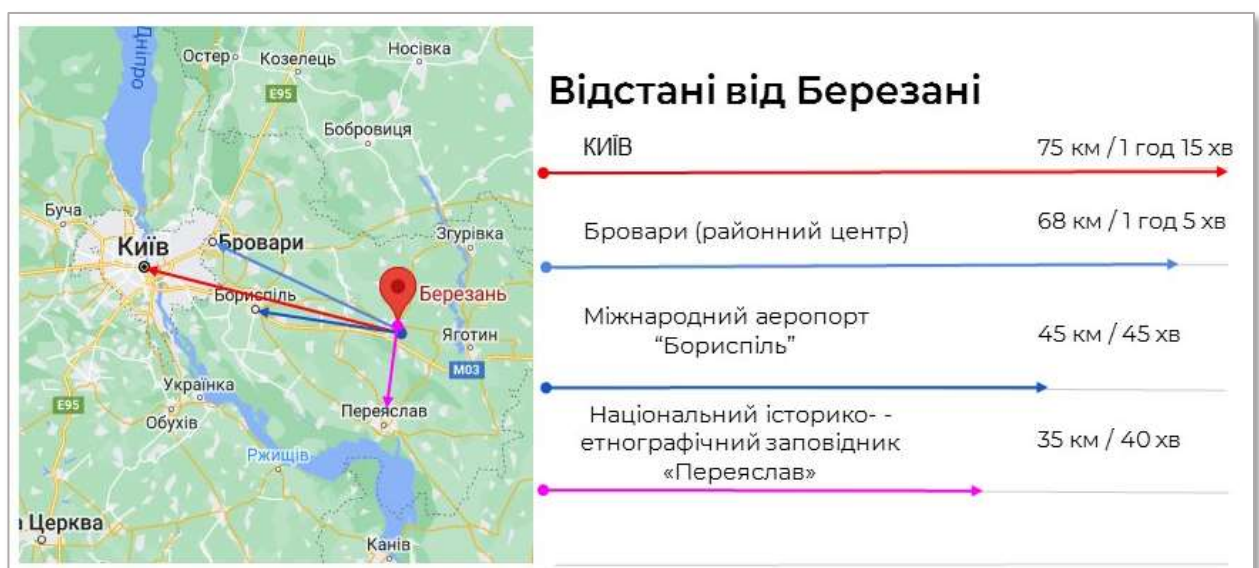 Дніпро
Остер
Козелець
Носівка
E95
Бобровиця
Буча
Київ
Бровари
Згурівка
Бориспіль
Березань
Яготин
M03
Українка
E95
Обухів
Переяслав
Ржищів
а Церква
Канів
Відстані від Березані
КИЇВ
75 км / 1 год 15 хв
Бровари (районний центр)
68 км / 1 год 5 хв
Міжнародний аеропорт
“Бориспіль”
45 км / 45 хв
Національний історико- -
етнографічний заповідник
«Переяслав»
35 км / 40 хв